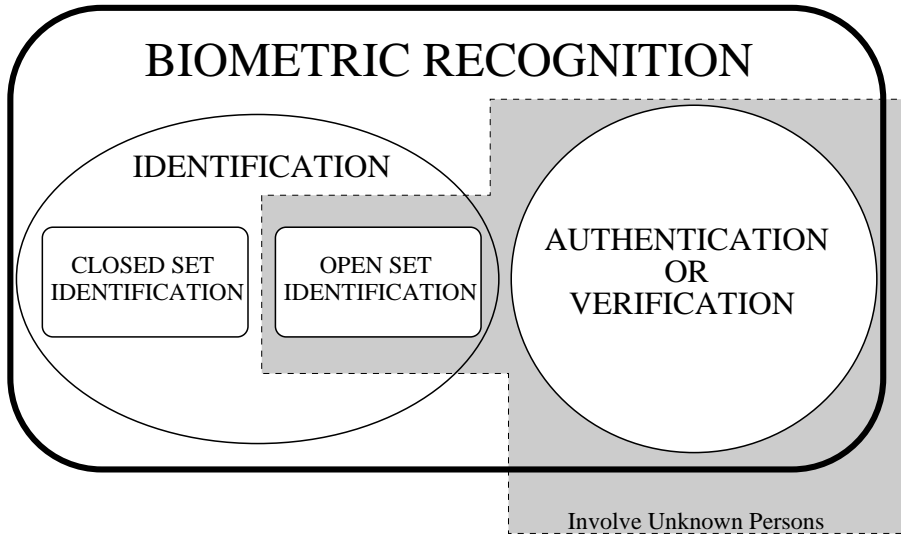 BIOMETRIC RECOGNITION
IDENTIFICATION
CLOSED SET
IDENTIFICATION
OPEN SET
IDENTIFICATION
AUTHENTICATION
OR
VERIFICATION
Involve Unknown Persons